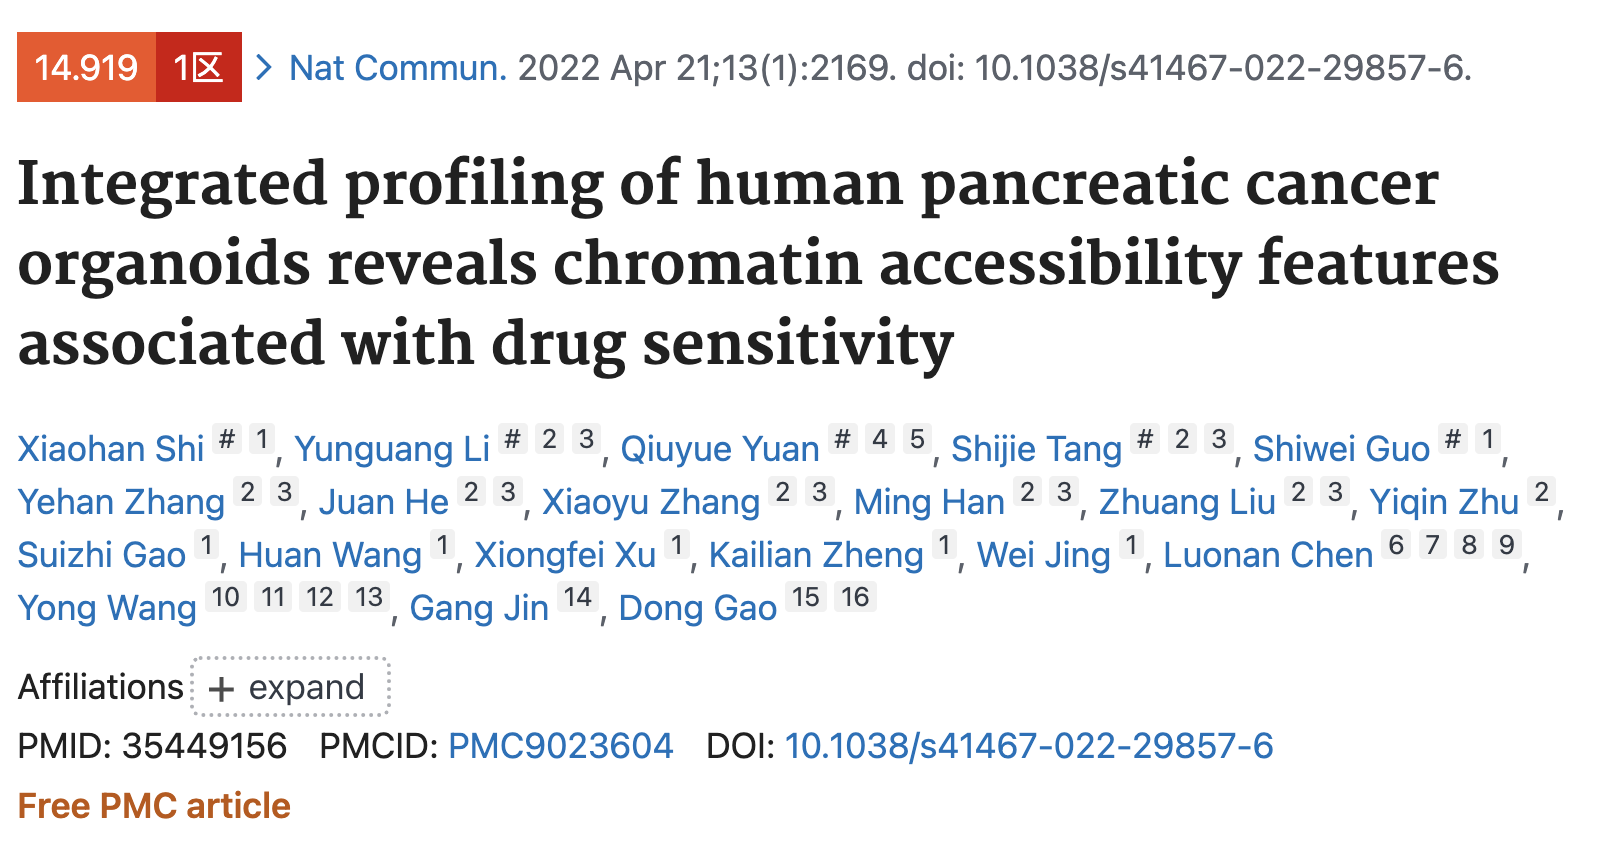 14.919 1区 > Nat Commun. 2022 Apr 21;13(1):2169. doi: 10.1038/s41467-022-29857-6.
Integrated profiling of human pancreatic cancer
organoids reveals chromatin accessibility features
associated with drug sensitivity
Xiaohan Shi # 1, Yunguang Li # 2 3, Qiuyue Yuan # 4 5, Shijie Tang # 2 3, Shiwei Guo # 1,
Yehan Zhang 2 3, Juan He 2 3, Xiaoyu Zhang 2 3, Ming Han 2 3, Zhuang Liu 2 3, Yiqin Zhu 2,
Suizhi Gao 1, Huan Wang 1, Xiongfei Xu 1, Kailian Zheng 1, Wei Jing 1, Luonan Chen 6 7 8 9,
Yong Wang 10 11 12 13, Gang Jin 14, Dong Gao 15 16
Affiliations + expand
PMID: 35449156 PMCID: PMC9023604 DOI: 10.1038/s41467-022-29857-6
Free PMC article